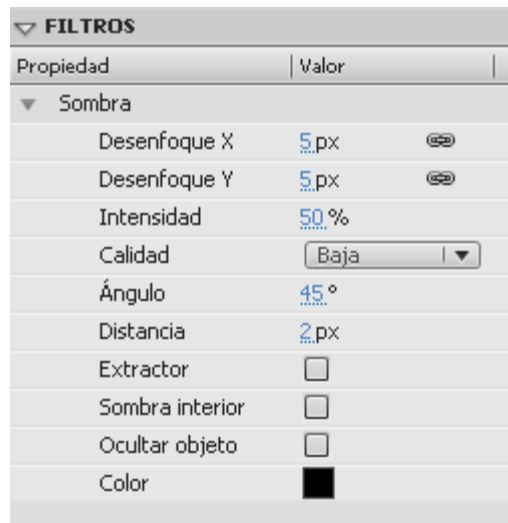 FILTROS
Propiedad Valor
Sombra
Desenfoque X 5 px
Desenfoque Y 5 px
Intensidad 50 %
Calidad Baja
Ángulo 45 °
Distancia 2 px
Extractor
Sombra interior
Ocultar objeto
Color